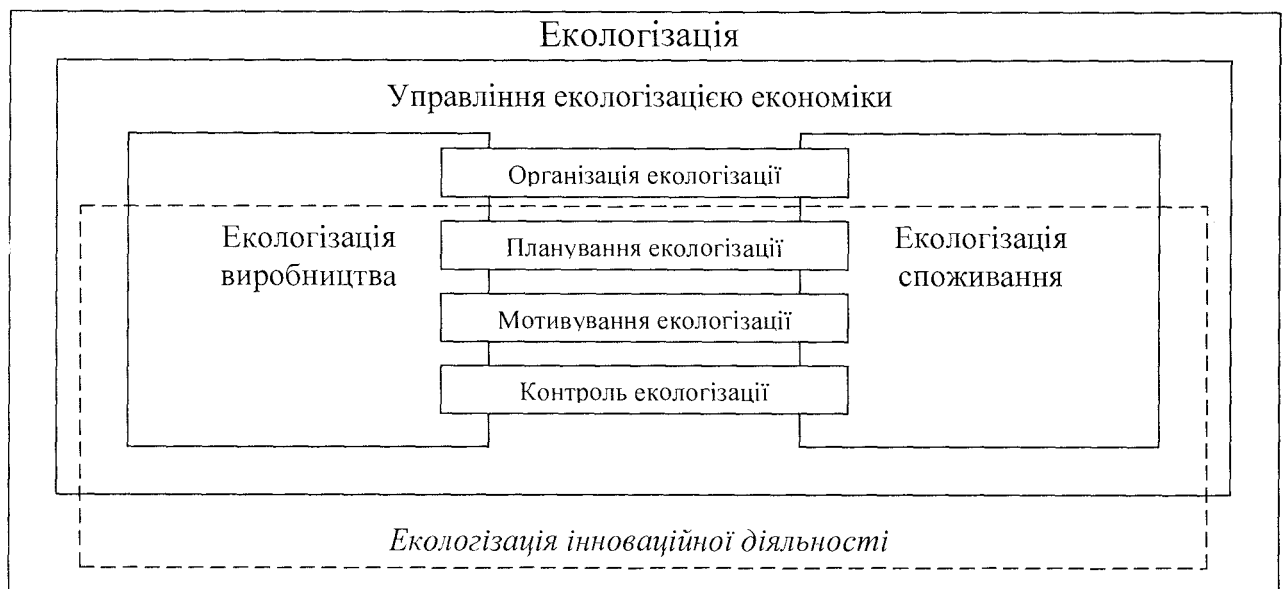 Екологізація
Управління екологізацією економіки
Організація екологізації
Екологізація
виробництва
Планування екологізації
Мотивування екологізації
Контроль екологізації
Екологізація
споживання
Екологізація інноваційної діяльності